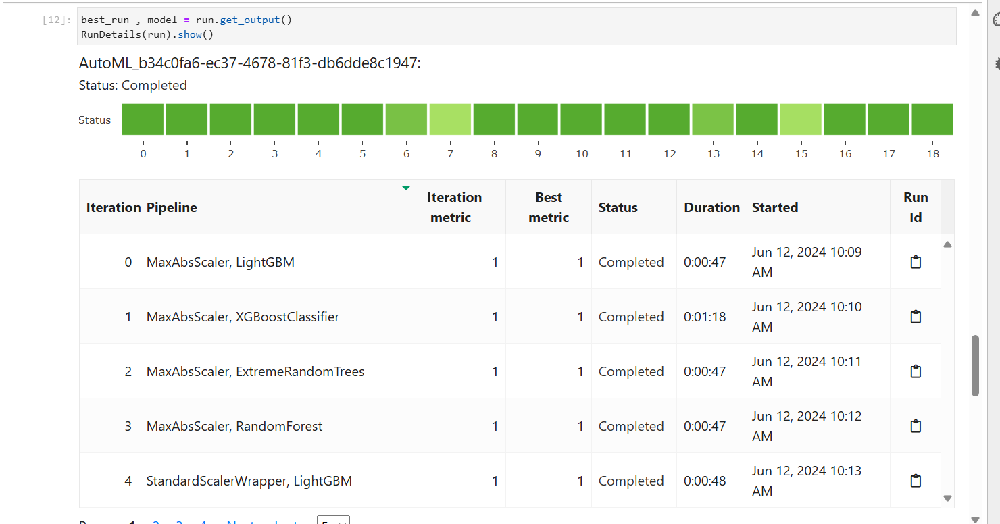 [12]: best_run , model = run.get_output()
RunDetails(run).show()
AutoML_b34c0fa6-ec37-4678-81f3-db6dde8c1947:
Status: Completed
Status
0 1 2 3 4 5 6 7 8 9 10 11 12 13 14 15 16 17 18
Iteration Pipeline Iteration metric Best metric Status Duration Started Run Id
0 MaxAbsScaler, LightGBM 1 1 Completed 0:00:47 Jun 12, 2024 10:09 AM
1 MaxAbsScaler, XGBoostClassifier 1 1 Completed 0:01:18 Jun 12, 2024 10:10 AM
2 MaxAbsScaler, ExtremeRandomTrees 1 1 Completed 0:00:47 Jun 12, 2024 10:11 AM
3 MaxAbsScaler, RandomForest 1 1 Completed 0:00:47 Jun 12, 2024 10:12 AM
4 StandardScalerWrapper, LightGBM 1 1 Completed 0:00:48 Jun 12, 2024 10:13 AM